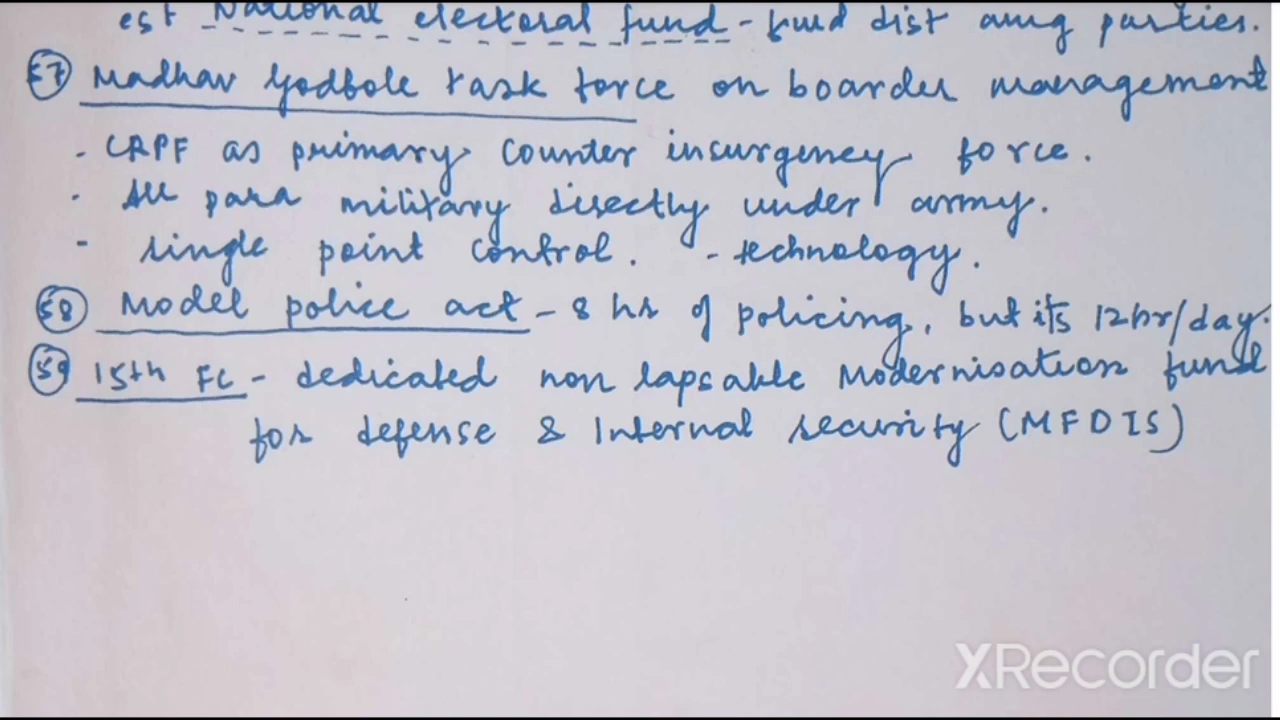 est National electoral fund - fund dist amg parties.
57 Madhav Godbole task force on boarder management
- CRPF as primary counter insurgency force.
- All para military directly under army.
- single point control. - technology.
58 Model police act - 8 hr of policing, but its 12hr/day.
59 15th FC - dedicated non lapsable Modernisation fund
for defense & Internal security (MFDIS)
XRecorder